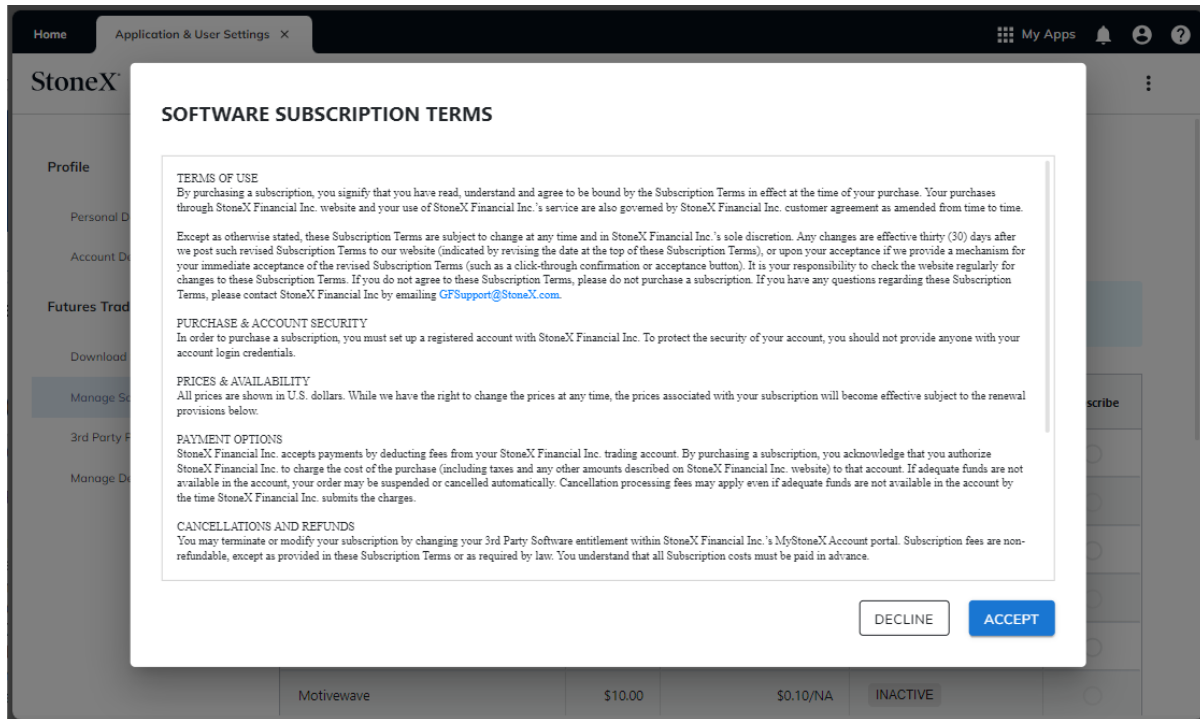 Home
Application & User Settings ×
My Apps
StoneX
SOFTWARE SUBSCRIPTION TERMS
TERMS OF USE
By purchasing a subscription, you signify that you have read, understand and agree to be bound by the Subscription Terms in effect at the time of your purchase. Your purchases
through StoneX Financial Inc. website and your use of StoneX Financial Inc.'s service are also governed by StoneX Financial Inc. customer agreement as amended from time to time.
Except as otherwise stated, these Subscription Terms are subject to change at any time and in StoneX Financial Inc.'s sole discretion. Any changes are effective thirty (30) days after
we post such revised Subscription Terms to our website (indicated by revising the date at the top of these Subscription Terms), or upon your acceptance if we provide a mechanism for
your immediate acceptance of the revised Subscription Terms (such as a click-through confirmation or acceptance button). It is your responsibility to check the website regularly for
changes to these Subscription Terms. If you do not agree to these Subscription Terms, please do not purchase a subscription. If you have any questions regarding these Subscription
Terms, please contact StoneX Financial Inc by emailing GFSupport@StoneX.com.
PURCHASE & ACCOUNT SECURITY
In order to purchase a subscription, you must set up a registered account with StoneX Financial Inc. To protect the security of your account, you should not provide anyone with your
account login credentials.
PRICES & AVAILABILITY
All prices are shown in U.S. dollars. While we have the right to change the prices at any time, the prices associated with your subscription will become effective subject to the renewal
provisions below.
PAYMENT OPTIONS
StoneX Financial Inc. accepts payments by deducting fees from your StoneX Financial Inc. trading account. By purchasing a subscription, you acknowledge that you authorize
StoneX Financial Inc. to charge the cost of the purchase (including taxes and any other amounts described on StoneX Financial Inc. website) to that account. If adequate funds are not
available in the account, your order may be suspended or cancelled automatically. Cancellation processing fees may apply even if adequate funds are not available in the account by
the time StoneX Financial Inc. submits the charges.
CANCELLATIONS AND REFUNDS
You may terminate or modify your subscription by changing your 3rd Party Software entitlement within StoneX Financial Inc.'s MyStoneX Account portal. Subscription fees are non-
refundable, except as provided in these Subscription Terms or as required by law. You understand that all Subscription costs must be paid in advance.
DECLINE
ACCEPT
Profile
Personal D
Account De
Futures Trad
Download
Manage So
3rd Party P
Manage De
scribe
Motivewave $10.00 $0.10/NA INACTIVE